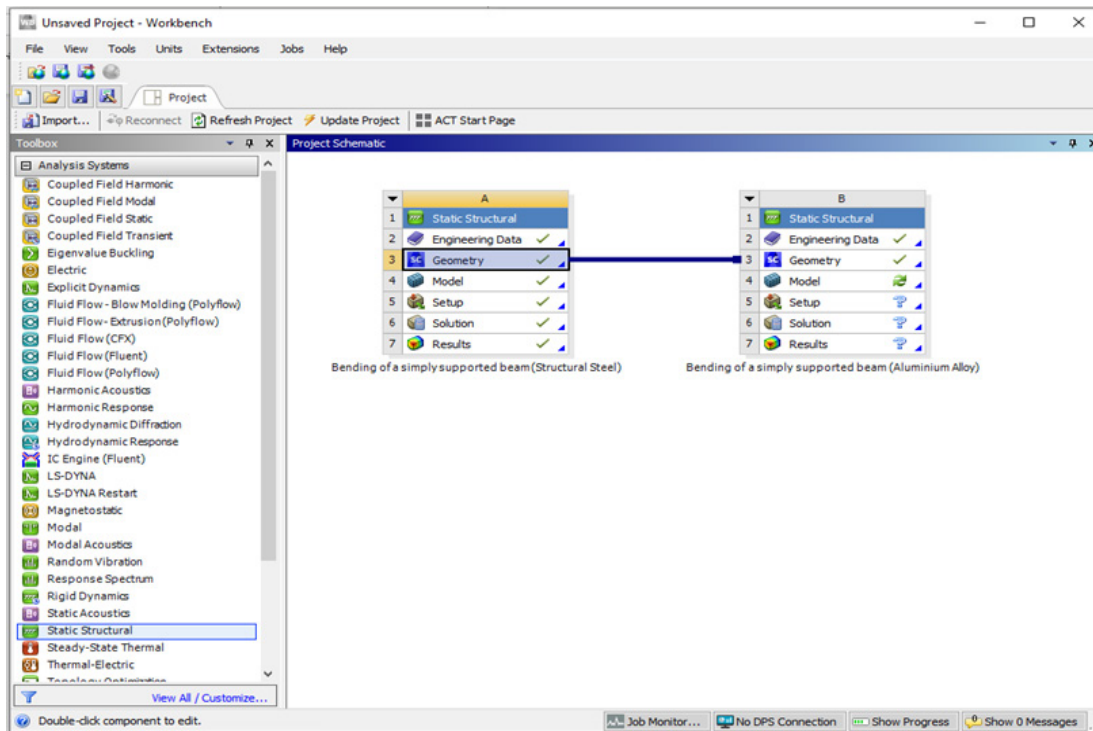 Unsaved Project - Workbench
File View Tools Units Extensions Jobs Help
Project
Import... Reconnect Refresh Project Update Project ACT Start Page
Toolbox
Analysis Systems
Coupled Field Harmonic
Coupled Field Modal
Coupled Field Static
Coupled Field Transient
Eigenvalue Buckling
Electric
Explicit Dynamics
Fluid Flow - Blow Molding (Polyflow)
Fluid Flow- Extrusion(Polyflow)
Fluid Flow (CFX)
Fluid Flow (Fluent)
Fluid Flow (Polyflow)
Harmonic Acoustics
Harmonic Response
Hydrodynamic Diffraction
Hydrodynamic Response
IC Engine (Fluent)
LS-DYNA
LS-DYNA Restart
Magnetostatic
Modal
Modal Acoustics
Random Vibration
Response Spectrum
Rigid Dynamics
Static Acoustics
Static Structural
Steady-State Thermal
Thermal-Electric
Topology Optimization
View All / Customize...
Project Schematic
A
1 Static Structural
2 Engineering Data
3 Geometry
4 Model
5 Setup
6 Solution
7 Results
Bending of a simply supported beam(Structural Steel)
B
1 Static Structural
2 Engineering Data
3 Geometry
4 Model
5 Setup
6 Solution
7 Results
Bending of a simply supported beam (Aluminium Alloy)
Double-click component to edit.
Job Monitor... No DPS Connection Show Progress Show 0 Messages